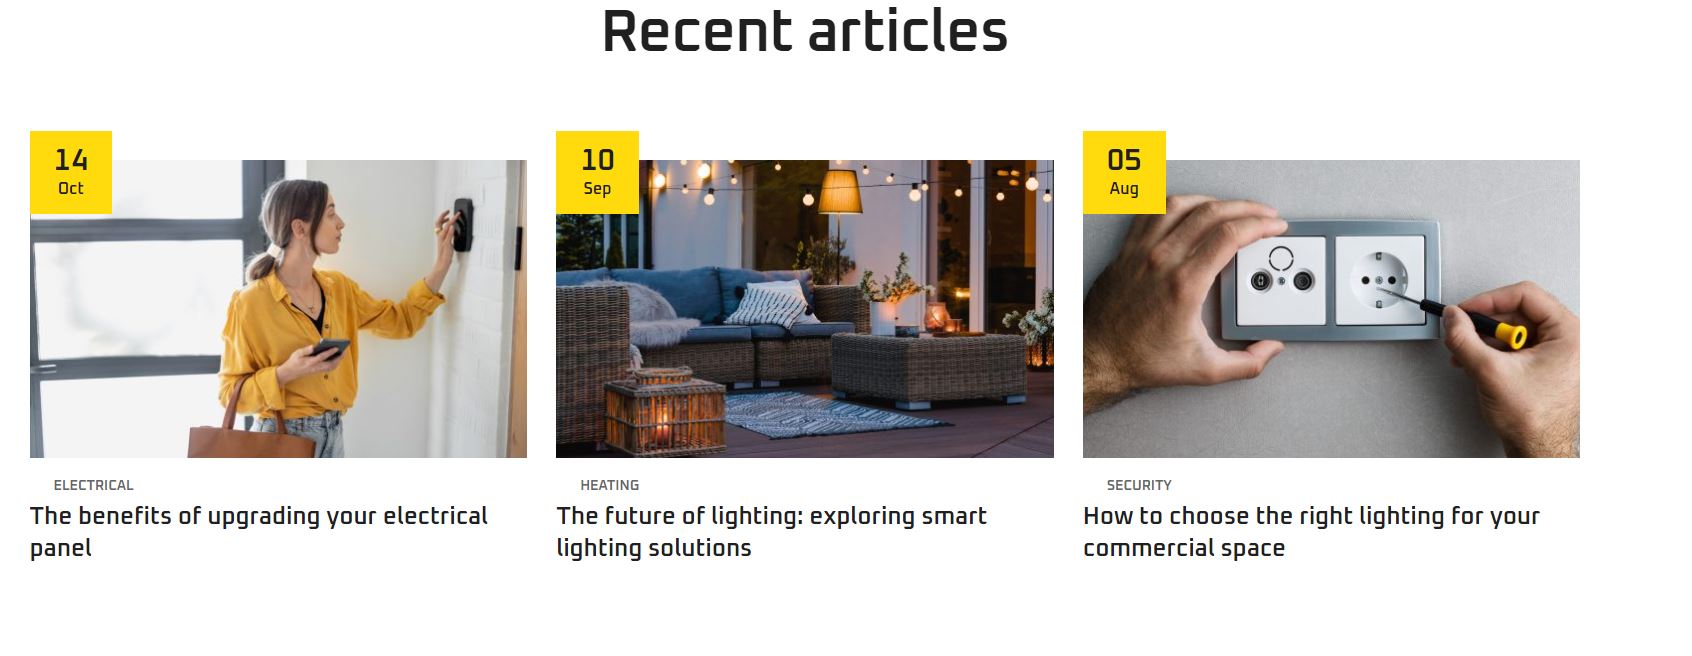 Recent articles
14
Oct
10
Sep
05
Aug
ELECTRICAL
The benefits of upgrading your electrical
panel
HEATING
The future of lighting: exploring smart
lighting solutions
SECURITY
How to choose the right lighting for your
commercial space